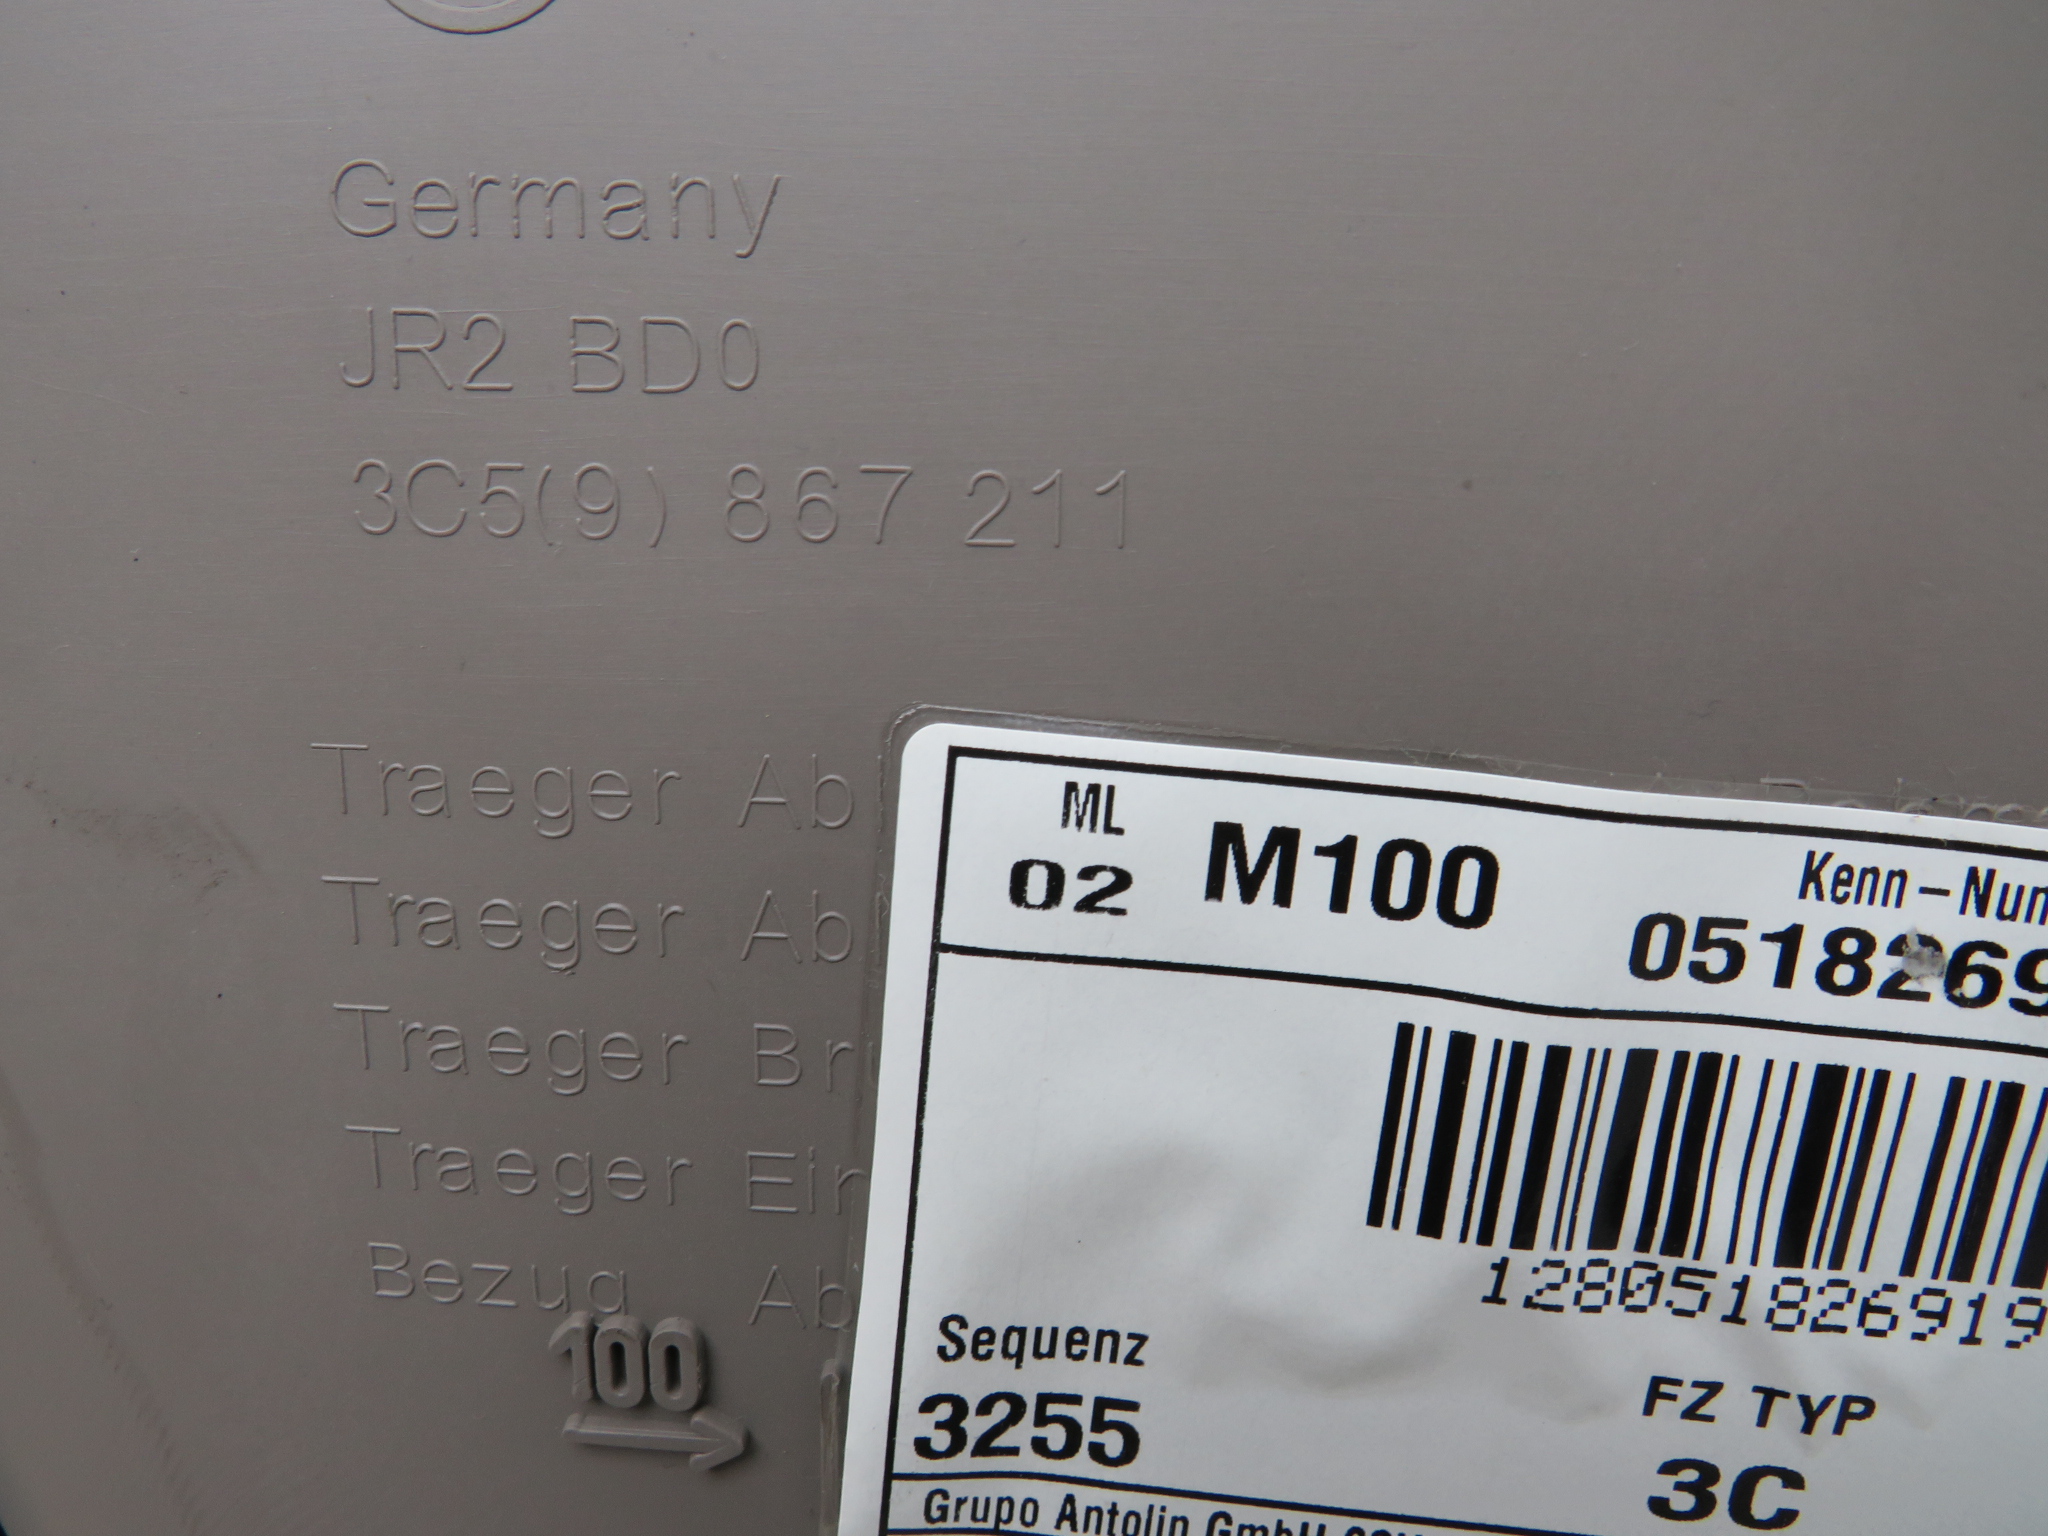 Germany
JR2 BD0
3C5(9) 867 211
Traeger Ab
Traeger Ab
Traeger Br
Traeger Ein
Bezug Ab
100
ML
02 M100
Kenn-Num
0518269
128051826919
Sequenz
3255
FZ TYP
3C
Grupo Antolin GmbH